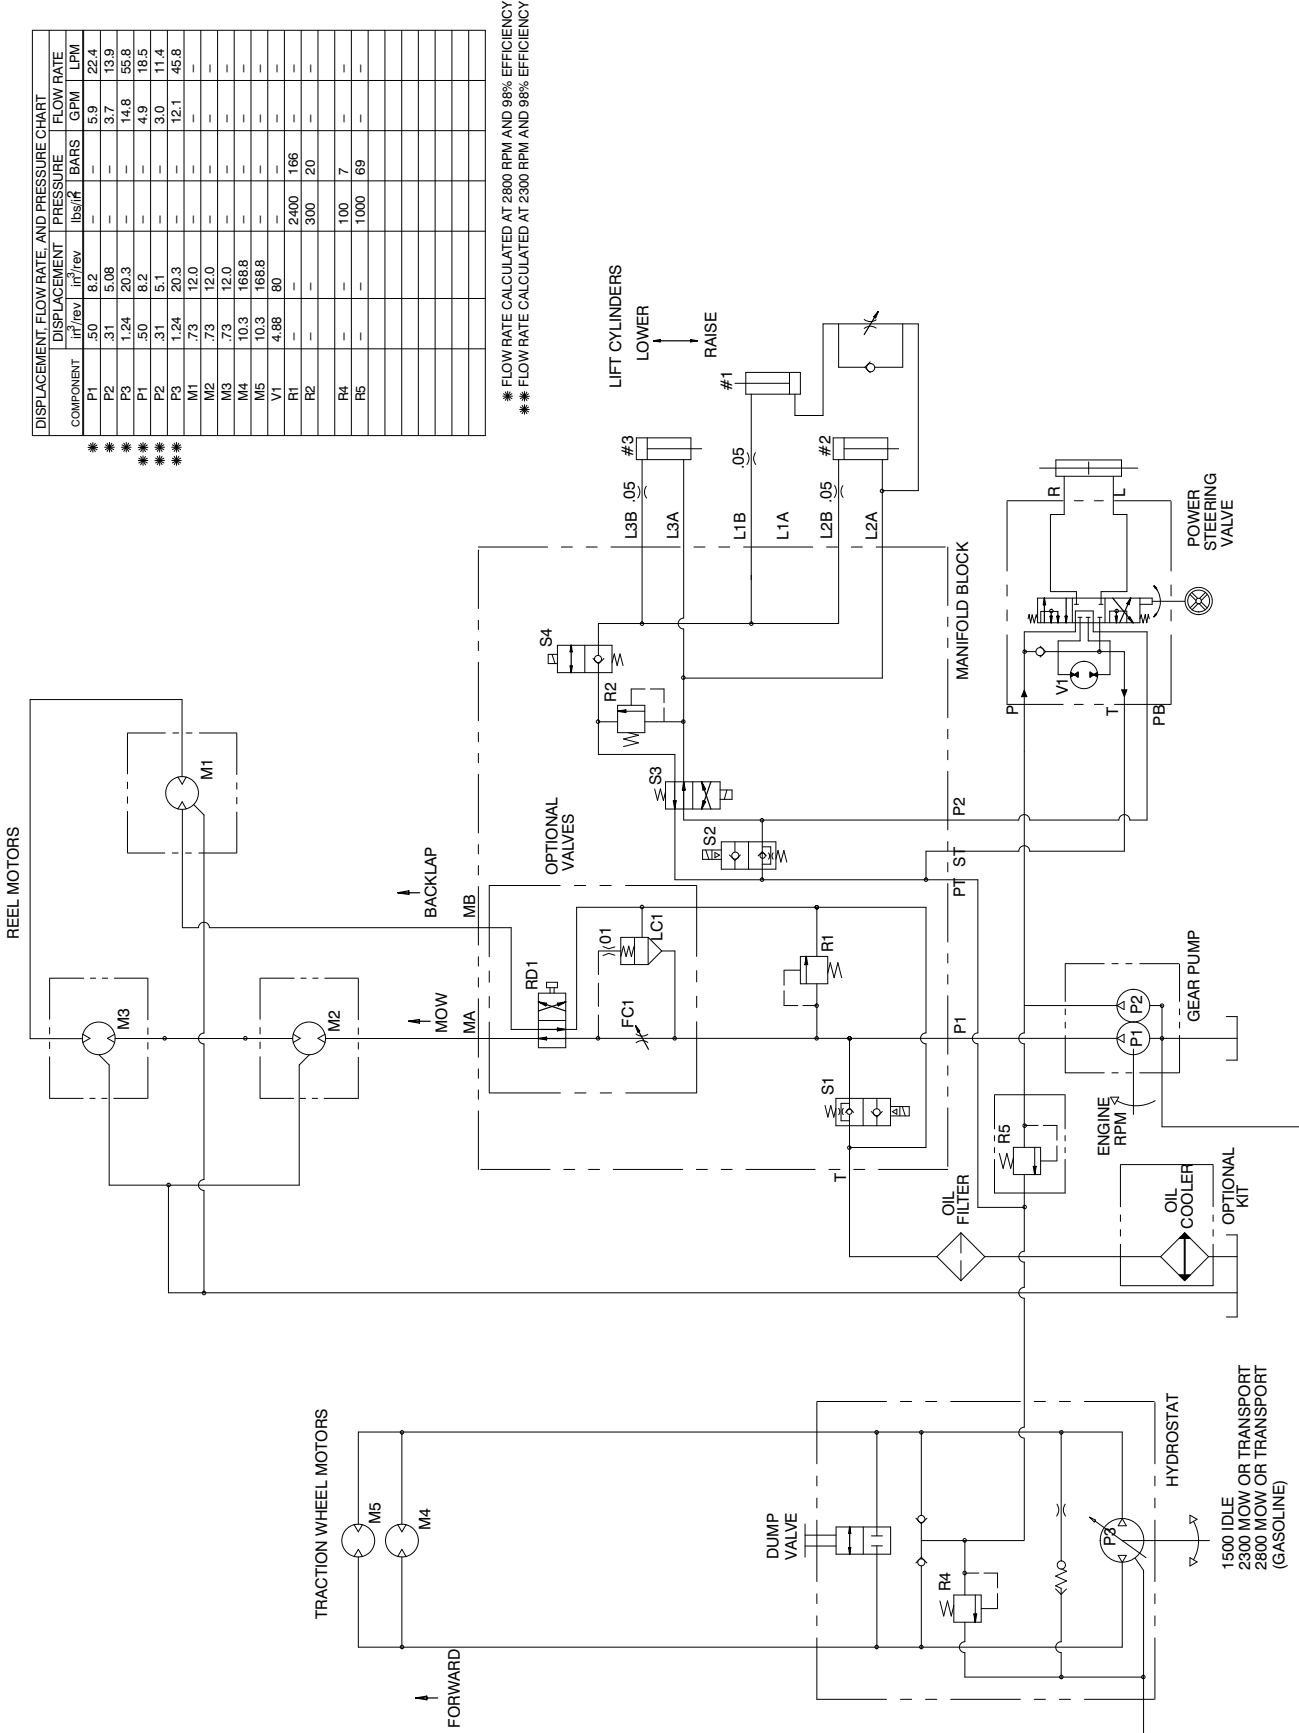 DISPLACEMENT, FLOW RATE, AND PRESSURE CHART
DISPLACEMENT PRESSURE FLOW RATE
COMPONENT in³/rev in³/rev lbs/in² BARS GPM LPM
✱ P1 .50 8.2 – – 5.9 22.4
✱ P2 .31 5.08 – – 3.7 13.9
✱ P3 1.24 20.3 – – 14.8 55.8
✱✱ P1 .50 8.2 – – 4.9 18.5
✱✱ P2 .31 5.1 – – 3.0 11.4
✱✱ P3 1.24 20.3 – – 12.1 45.8
M1 .73 12.0 – – – –
M2 .73 12.0 – – – –
M3 .73 12.0 – – – –
M4 10.3 168.8 – – – –
M5 10.3 168.8 – – – –
V1 4.88 80 – – – –
R1 – – 2400 166 – –
R2 – – 300 20 – –
R4 – – 100 7 – –
R5 – – 1000 69 – –
✱ FLOW RATE CALCULATED AT 2800 RPM AND 98% EFFICIENCY
✱✱ FLOW RATE CALCULATED AT 2300 RPM AND 98% EFFICIENCY
REEL MOTORS
M3
M2
M1
MOW
MA
BACKLAP
MB
OPTIONAL
VALVES
RD1
FC1
.01
LC1
R1
S1
T
P1
S2
S3
R2
S4
PT
ST
P2
MANIFOLD BLOCK
L3B
L3A
L1B
L1A
L2B
L2A
.05
.05
.05
#3
#1
#2
LIFT CYLINDERS
LOWER
RAISE
P
T
PB
V1
R
L
POWER
STEERING
VALVE
P1
P2
GEAR PUMP
ENGINE
RPM
R5
OIL
FILTER
OIL
COOLER
OPTIONAL
KIT
TRACTION WHEEL MOTORS
M5
M4
FORWARD
DUMP
VALVE
R4
P3
HYDROSTAT
1500 IDLE
2300 MOW OR TRANSPORT
2800 MOW OR TRANSPORT
(GASOLINE)